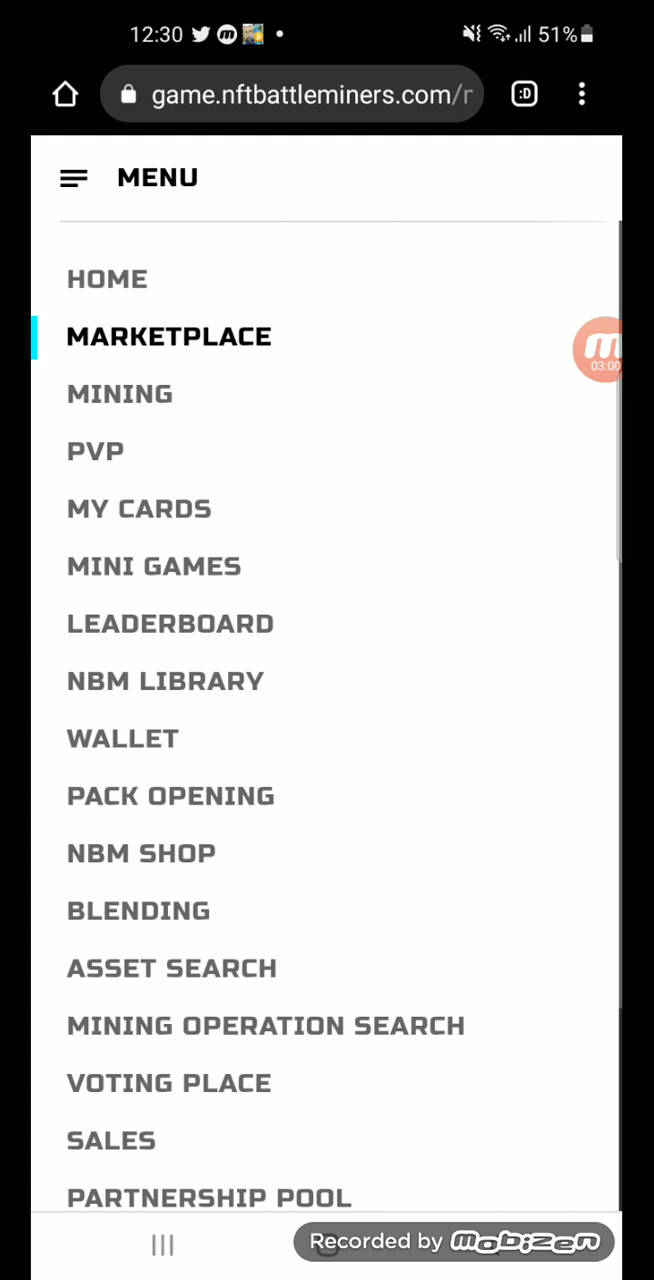 12:30 51%
game.nftbattleminers.com/r :D
MENU
HOME
MARKETPLACE
m
03:00
MINING
PVP
MY CARDS
MINI GAMES
LEADERBOARD
NBM LIBRARY
WALLET
PACK OPENING
NBM SHOP
BLENDING
ASSET SEARCH
MINING OPERATION SEARCH
VOTING PLACE
SALES
PARTNERSHIP POOL
Recorded by mobizen